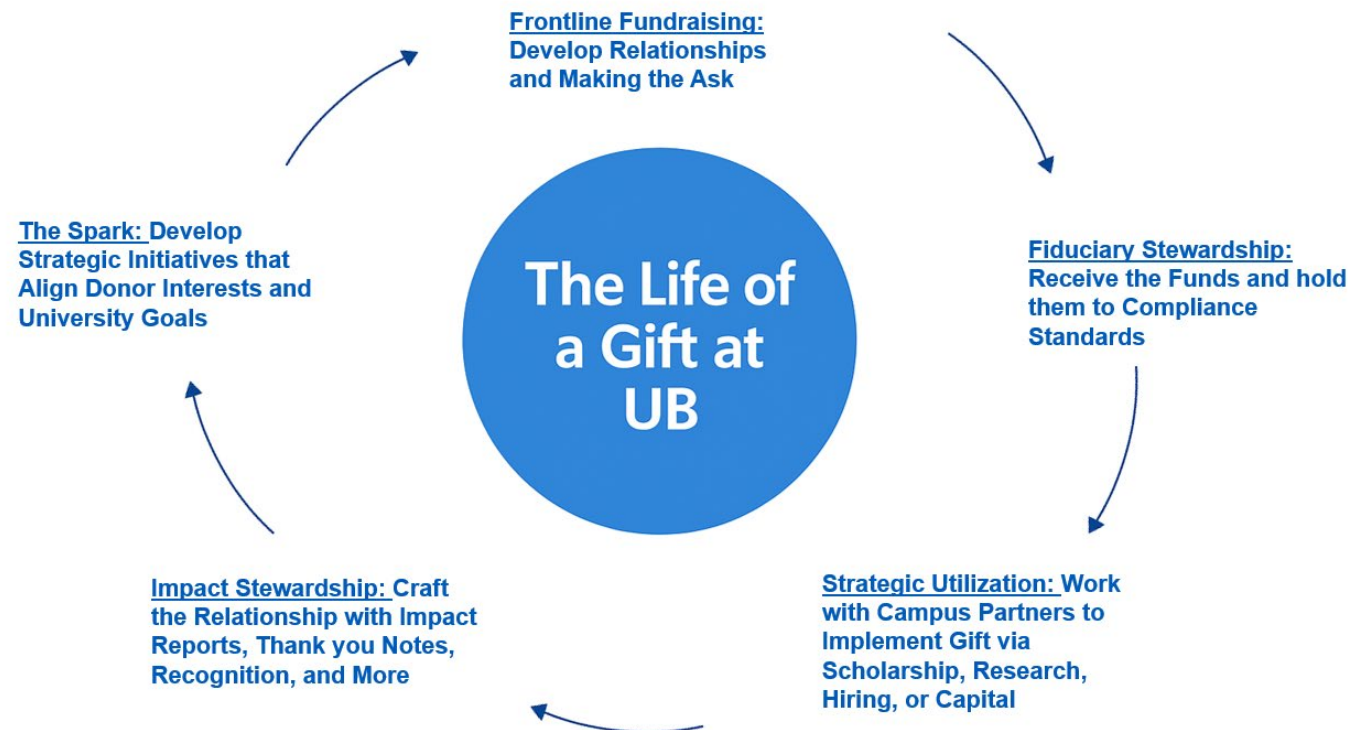 Frontline Fundraising:
Develop Relationships
and Making the Ask
The Spark: Develop
Strategic Initiatives that
Align Donor Interests and
University Goals
The Life of
a Gift at
UB
Fiduciary Stewardship:
Receive the Funds and hold
them to Compliance
Standards
Impact Stewardship: Craft
the Relationship with Impact
Reports, Thank you Notes,
Recognition, and More
Strategic Utilization: Work
with Campus Partners to
Implement Gift via
Scholarship, Research,
Hiring, or Capital